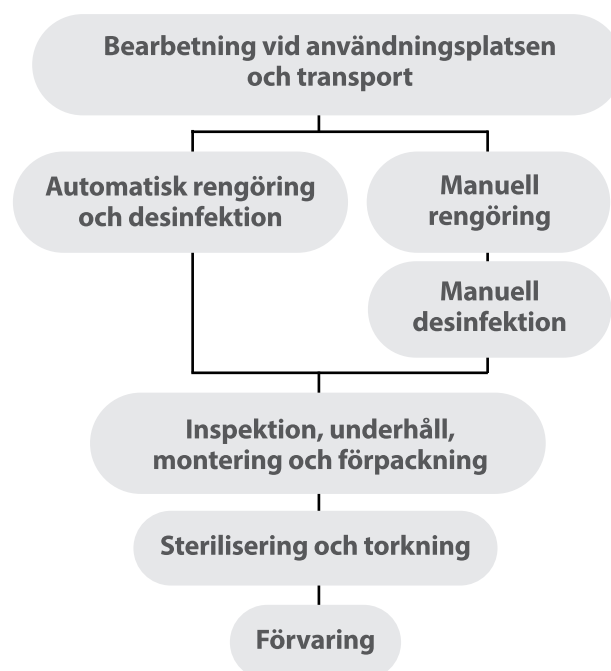 Bearbetning vid användningsplatsen
och transport
Automatisk rengöring
och desinfektion
Manuell
rengöring
Manuell
desinfektion
Inspektion, underhåll,
montering och förpackning
Sterilisering och torkning
Förvaring